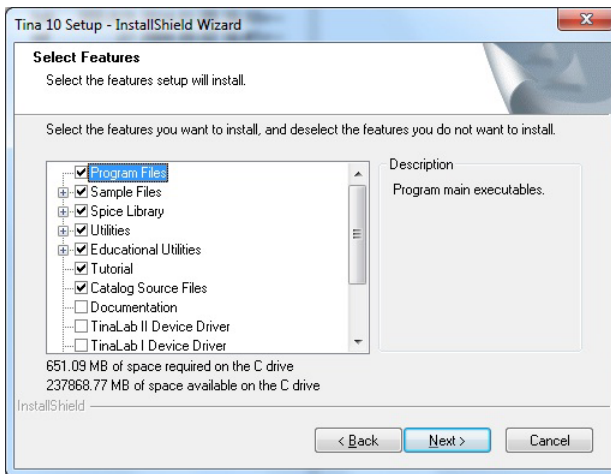 Tina 10 Setup - InstallShield Wizard
Select Features
Select the features setup will install.
Select the features you want to install, and deselect the features you do not want to install.
Program Files
Sample Files
Spice Library
Utilities
Educational Utilities
Tutorial
Catalog Source Files
Documentation
TinaLab II Device Driver
TinaLab I Device Driver
Description
Program main executables.
651.09 MB of space required on the C drive
237868.77 MB of space available on the C drive
InstallShield
< Back
Next >
Cancel